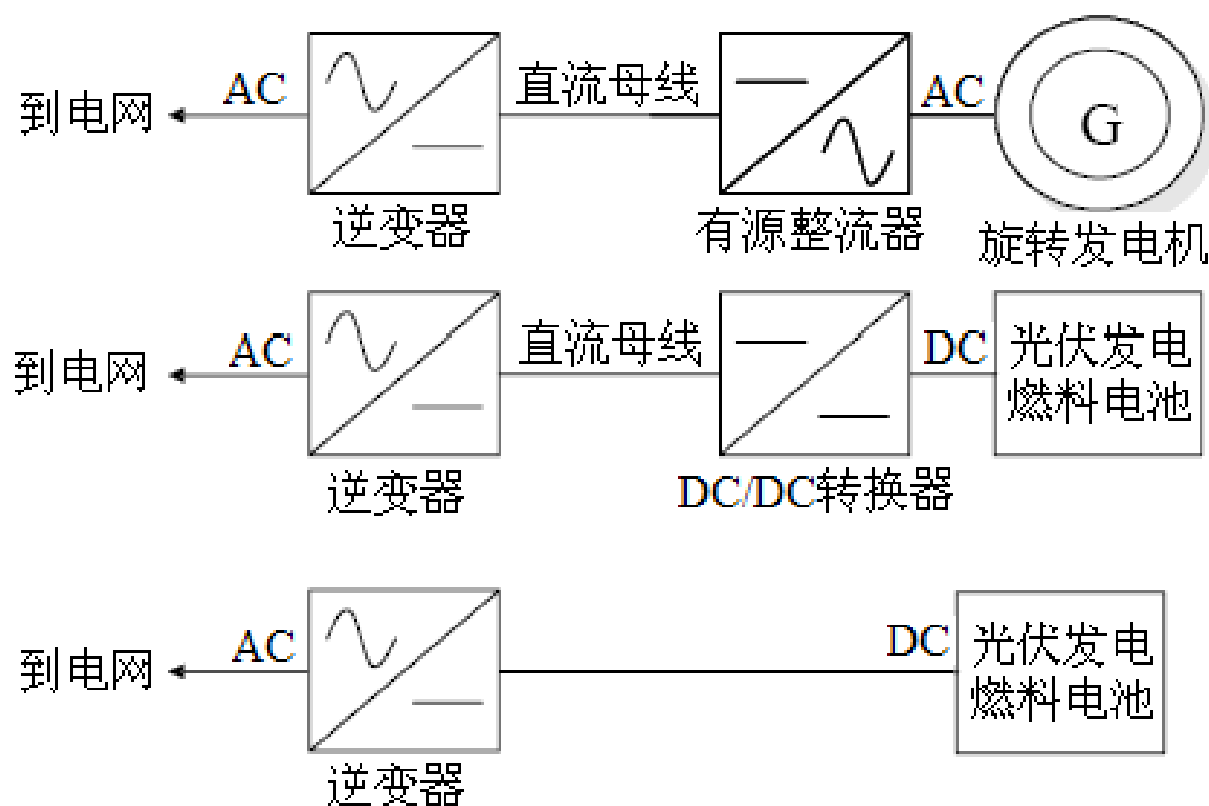 到电网
AC
逆变器
直流母线
有源整流器
AC
G
旋转发电机
到电网
AC
逆变器
直流母线
DC/DC转换器
DC
光伏发电
燃料电池
到电网
AC
逆变器
DC
光伏发电
燃料电池